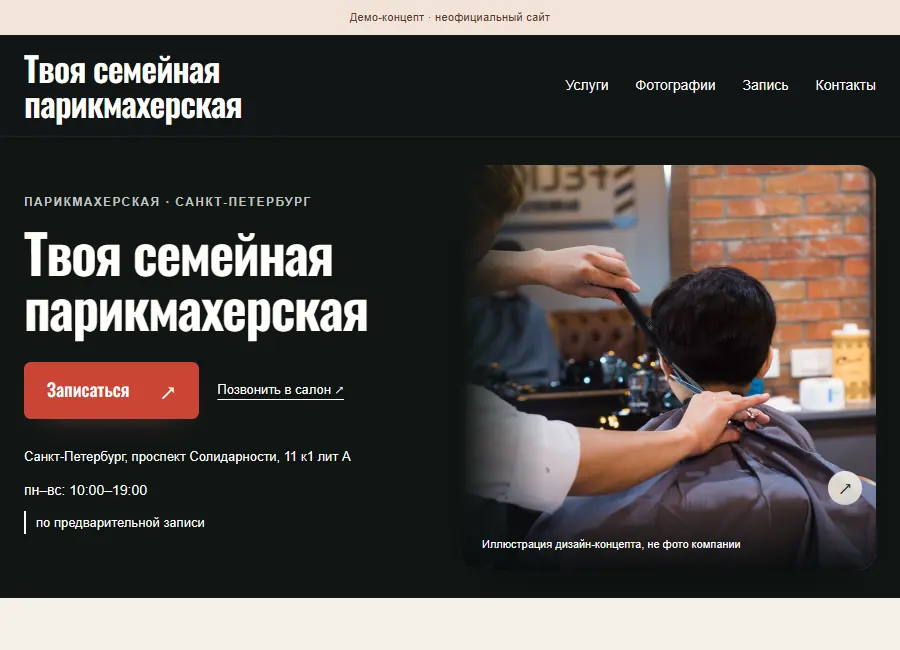 Демо-концепт · неофициальный сайт
Твоя семейная
парикмахерская
Услуги
Фотографии
Запись
Контакты
ПАРИКМАХЕРСКАЯ · САНКТ-ПЕТЕРБУРГ
Твоя семейная
парикмахерская
Записаться ↗
Позвонить в салон ↗
Санкт-Петербург, проспект Солидарности, 11 к1 лит А
пн–вс: 10:00–19:00
по предварительной записи
Иллюстрация дизайн-концепта, не фото компании
↗